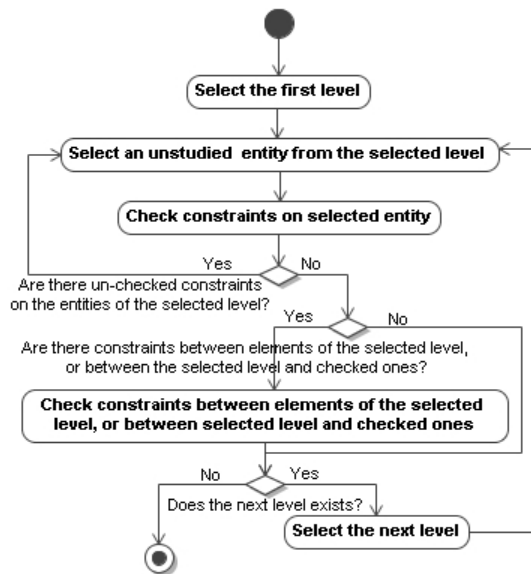 Select the first level
Select an unstudied entity from the selected level
Check constraints on selected entity
Yes
No
Are there un-checked constraints
on the entities of the selected level?
Yes
No
Are there constraints between elements of the selected level,
or between the selected level and checked ones?
Check constraints between elements of the selected
level, or between selected level and checked ones
No
Yes
Does the next level exists?
Select the next level